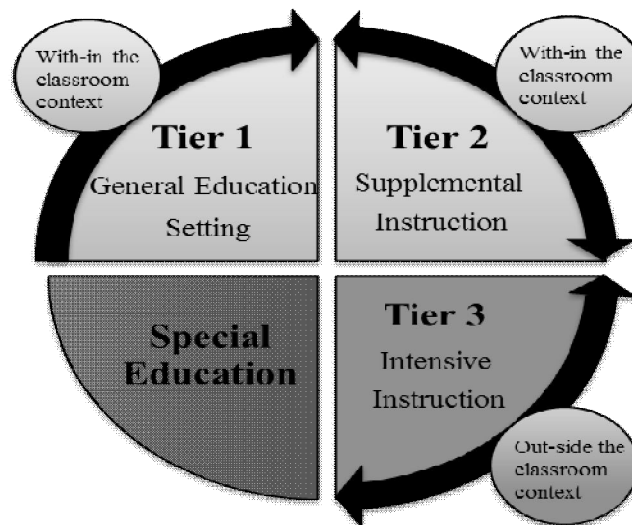 With-in the
classroom
context
Tier 1
General Education
Setting
With-in the
classroom
context
Tier 2
Supplemental
Instruction
Special
Education
Tier 3
Intensive
Instruction
Out-side the
classroom
context